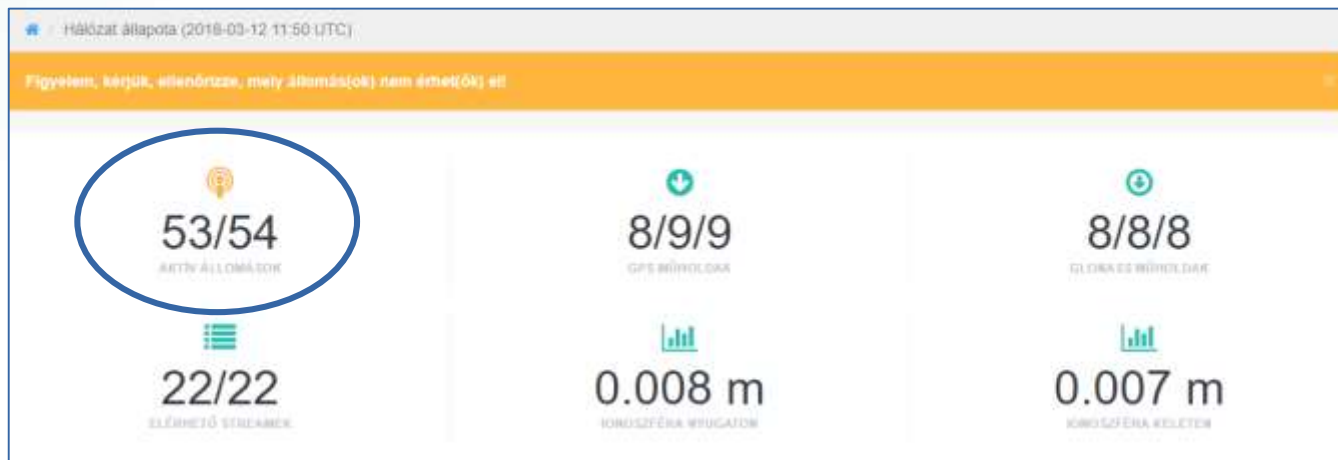 Hálózat állapota (2018-03-12 11:50 UTC)
Figyelem, kérjük, ellenőrizze, mely állomás(ok) nem érhet(ők) el!
53/54
AKTÍV ÁLLOMÁSOK
8/9/9
GPS MŰHOLDAK
8/8/8
GLONASS MŰHOLDAK
22/22
ELÉRHETŐ STREAMEK
0.008 m
IONOSZFÉRA NYUGATON
0.007 m
IONOSZFÉRA KELETEN